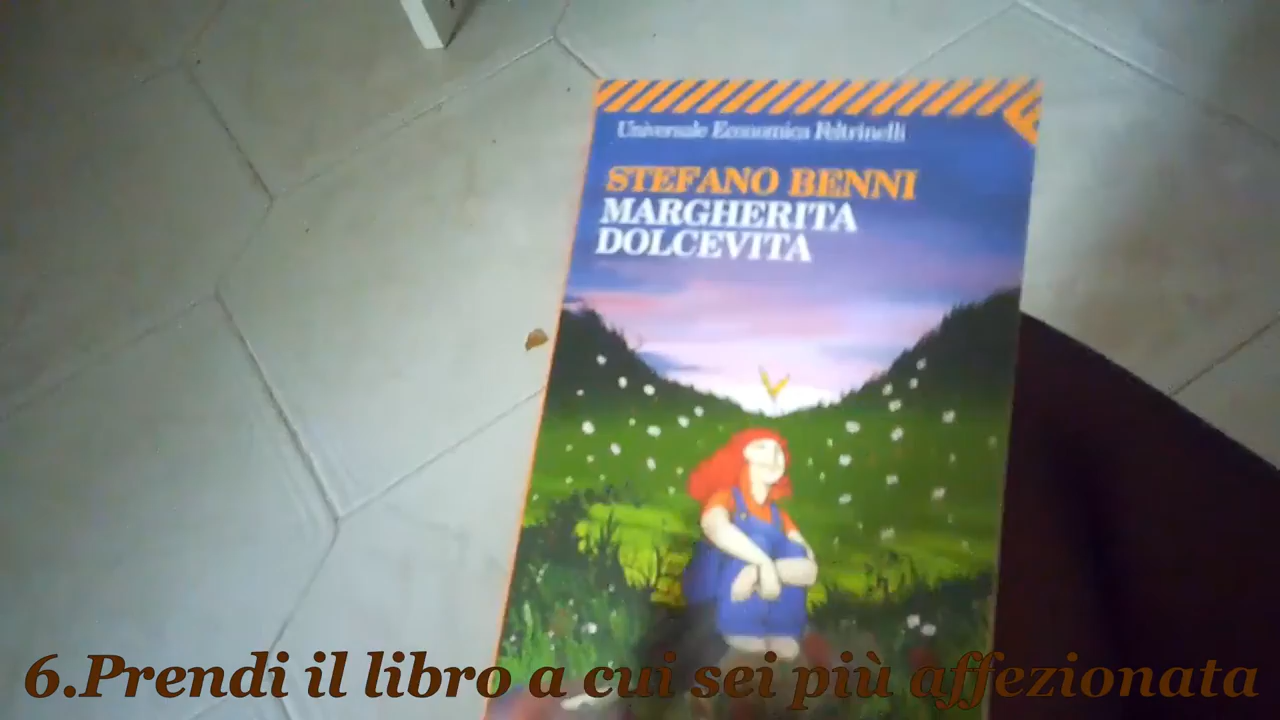 Universale Economica Feltrinelli
STEFANO BENNI
MARGHERITA
DOLCEVITA
6.Prendi il libro a cui sei più affezionata